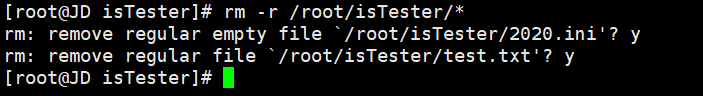 [root@JD isTester]# rm -r /root/isTester/*
rm: remove regular empty file `/root/isTester/2020.ini'? y
rm: remove regular file `/root/isTester/test.txt'? y
[root@JD isTester]#